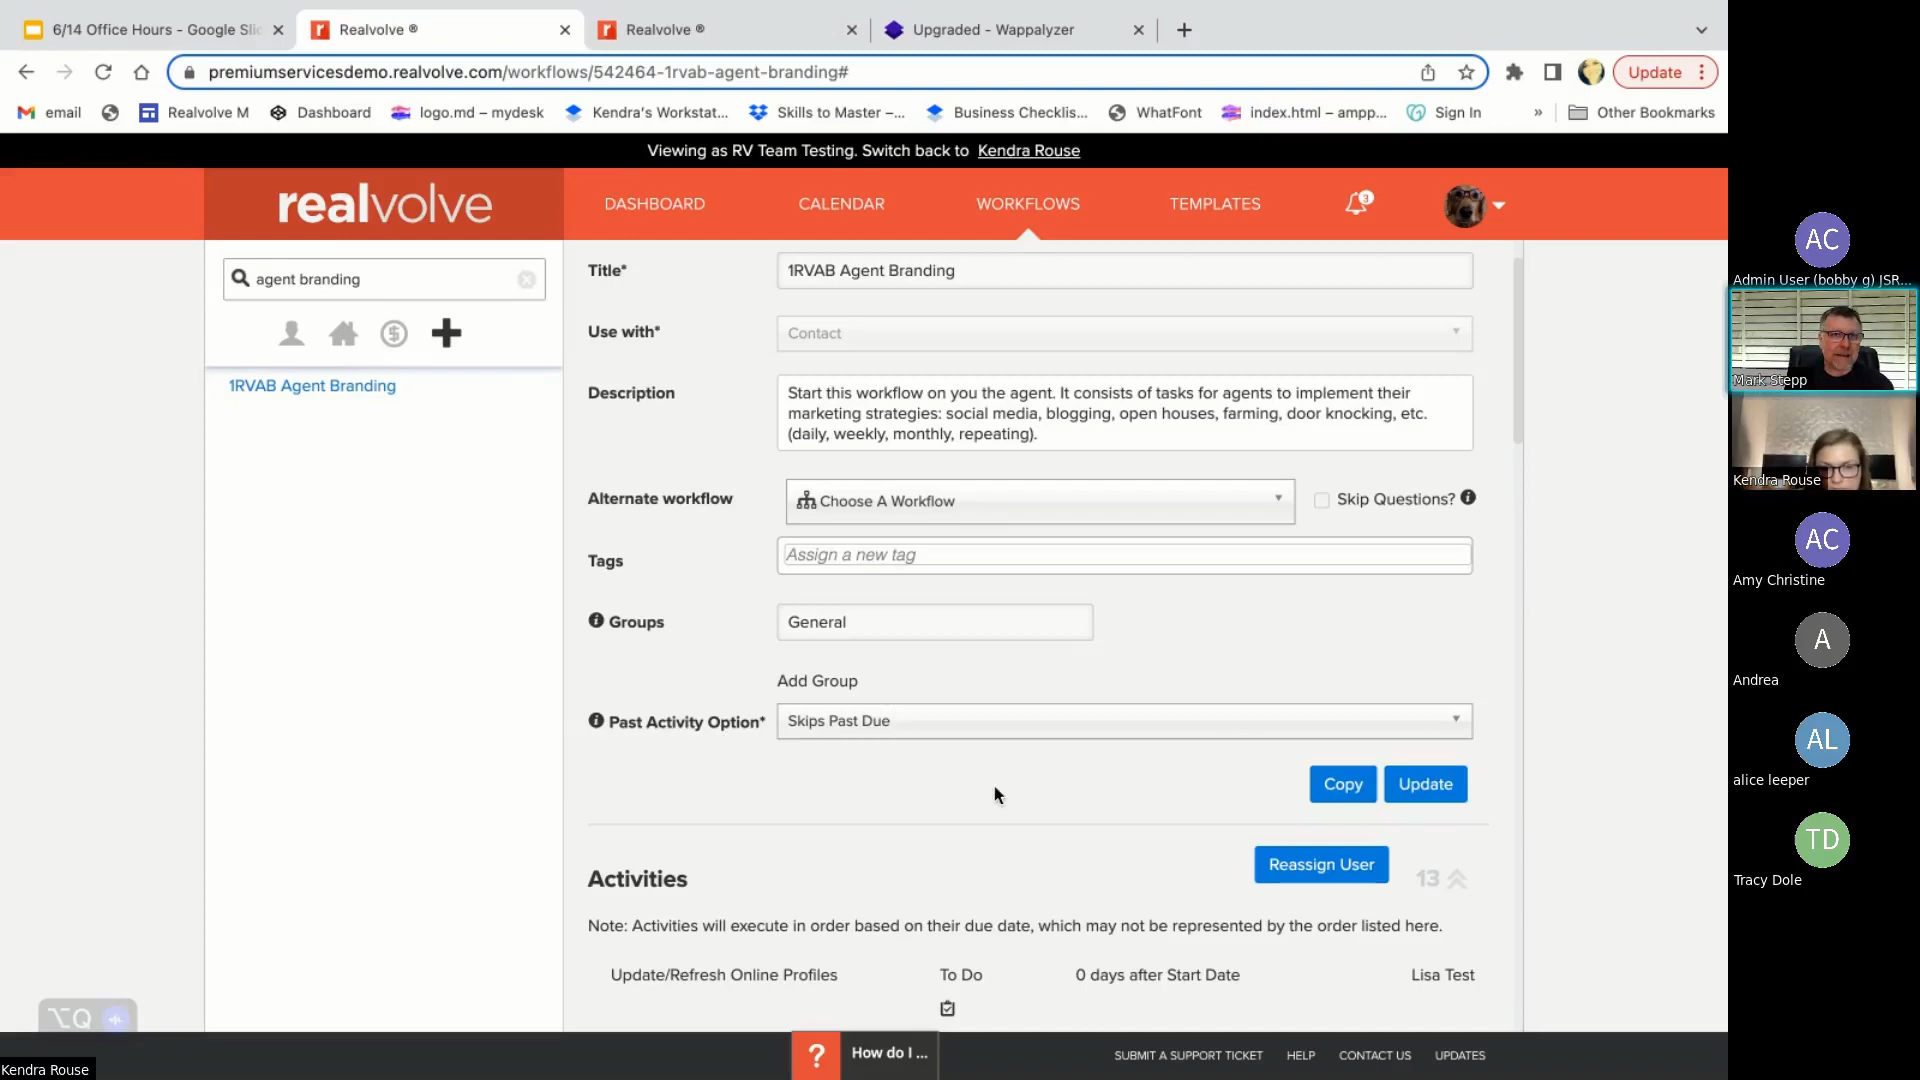 6/14 Office Hours - Google Slic
Realvolve ®
Realvolve ®
Upgraded - Wappalyzer
premiumservicesdemo.realvolve.com/workflows/542464-1rvab-agent-branding#
Update
email
Realvolve M
Dashboard
logo.md – mydesk
Kendra's Workstat...
Skills to Master –...
Business Checklis...
WhatFont
index.html – ampp...
Sign In
»
Other Bookmarks
Viewing as RV Team Testing. Switch back to Kendra Rouse
realvolve
DASHBOARD
CALENDAR
WORKFLOWS
TEMPLATES
3
agent branding
1RVAB Agent Branding
Title*
1RVAB Agent Branding
Use with*
Contact
Description
Start this workflow on you the agent. It consists of tasks for agents to implement their
marketing strategies: social media, blogging, open houses, farming, door knocking, etc.
(daily, weekly, monthly, repeating).
Alternate workflow
Choose A Workflow
Skip Questions?
Tags
Assign a new tag
Groups
General
Add Group
Past Activity Option*
Skips Past Due
Copy
Update
Activities
Reassign User
13
Note: Activities will execute in order based on their due date, which may not be represented by the order listed here.
Update/Refresh Online Profiles
To Do
0 days after Start Date
Lisa Test
⌥Q
? How do I ...
SUBMIT A SUPPORT TICKET
HELP
CONTACT US
UPDATES
Kendra Rouse
AC
Admin User (bobby g) JSR...
Mark Stepp
Kendra Rouse
AC
Amy Christine
A
Andrea
AL
alice leeper
TD
Tracy Dole